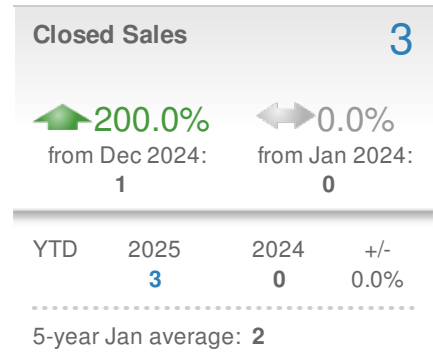 Closed Sales 3
200.0% 0.0%
from Dec 2024: from Jan 2024:
1 0
YTD 2025 2024 +/-
3 0 0.0%
5-year Jan average: 2